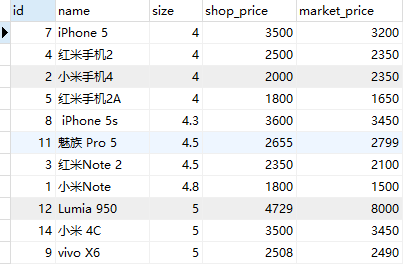 id name size shop_price market_price
7 iPhone 5 4 3500 3200
4 红米手机2 4 2500 2350
2 小米手机4 4 2000 2350
5 红米手机2A 4 1800 1650
8 iPhone 5s 4.3 3600 3450
11 魅族 Pro 5 4.5 2655 2799
3 红米Note 2 4.5 2350 2100
1 小米Note 4.8 1800 1500
12 Lumia 950 5 4729 8000
14 小米 4C 5 3500 3450
9 vivo X6 5 2508 2490